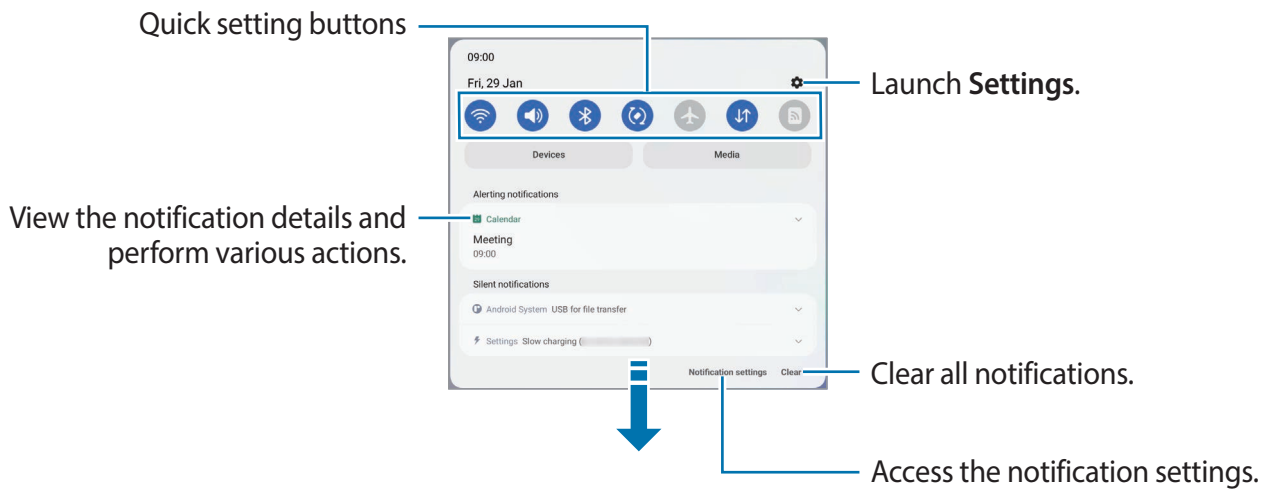 Quick setting buttons
09:00
Fri, 29 Jan
Launch Settings.
Devices
Media
Alerting notifications
View the notification details and
perform various actions.
Calendar
Meeting
09:00
Silent notifications
Android System USB for file transfer
Settings Slow charging ( )
Notification settings
Clear
Clear all notifications.
Access the notification settings.